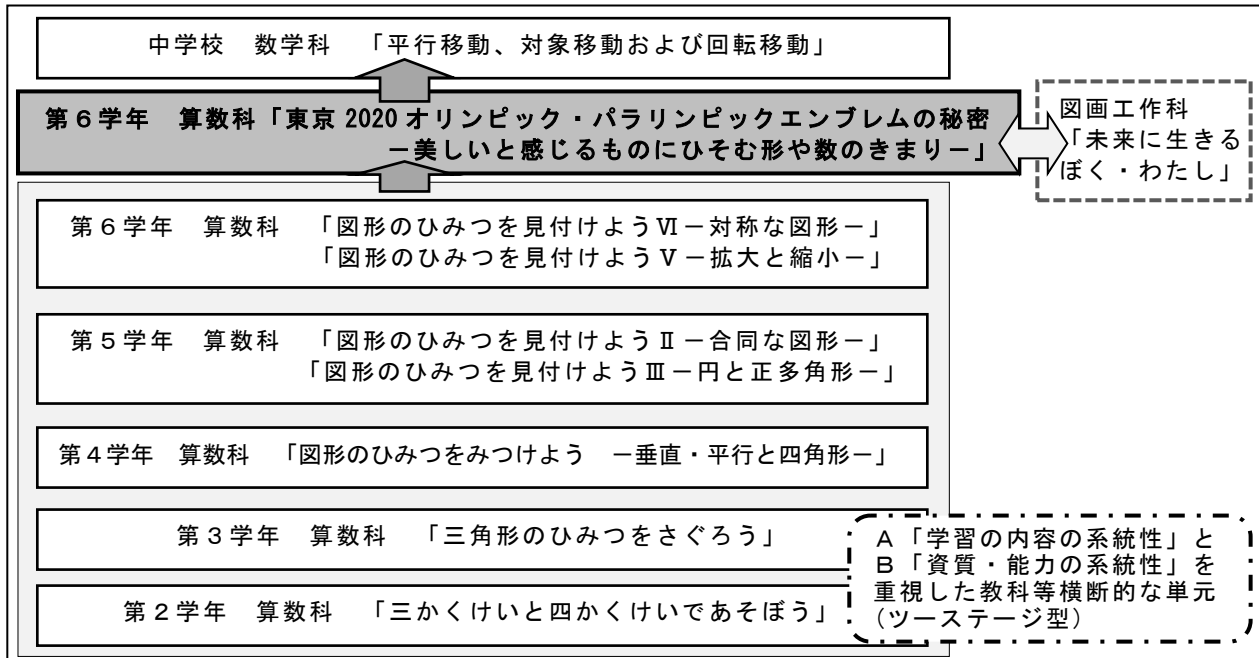 中学校　数学科　「平行移動、対象移動および回転移動」
第６学年　算数科「東京 2020 オリンピック・パラリンピックエンブレムの秘密
－美しいと感じるものにひそむ形や数のきまり－」
図画工作科
「未来に生きる
ぼく・わたし」
第６学年　算数科　「図形のひみつを見付けようⅥ－対称な図形－」
「図形のひみつを見付けようⅤ－拡大と縮小－」
第５学年　算数科　「図形のひみつを見付けようⅡ－合同な図形－」
「図形のひみつを見付けようⅢ－円と正多角形－」
第４学年　算数科　「図形のひみつをみつけよう　－垂直・平行と四角形－」
第３学年　算数科　「三角形のひみつをさぐろう」
第２学年　算数科　「三かくけいと四かくけいであそぼう」
Ａ「学習の内容の系統性」と
Ｂ「資質・能力の系統性」を
重視した教科等横断的な単元
（ツーステージ型）